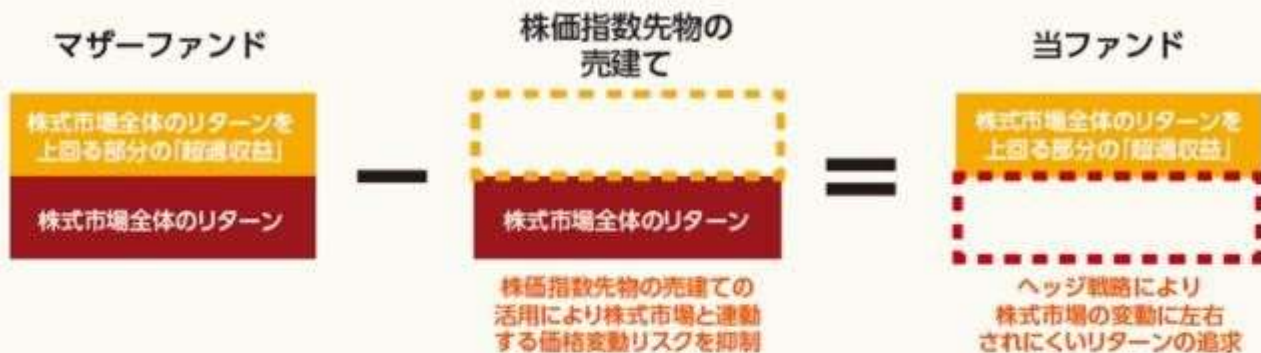 マザーファンド
株式市場全体のリターンを
上回る部分の「超過収益」
株式市場全体のリターン
株価指数先物の
売建て
株式市場全体のリターン
株価指数先物の売建ての
活用により株式市場と連動
する価格変動リスクを抑制
当ファンド
株式市場全体のリターンを
上回る部分の「超過収益」
ヘッジ戦略により
株式市場の変動に左右
されにくいリターンの追求